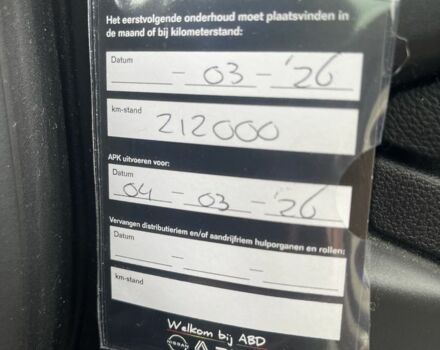 Het eerstvolgende onderhoud moet plaatsvinden in
de maand of bij kilometerstand:
Datum
- 03 - '26
km-stand
212000
APK uitvoeren voor:
Datum
04 - 03 - '26
Vervangen distributieriem en/of aandrijfriem hulporganen en rollen:
Datum
km-stand
Welkom bij ABD
NISSAN